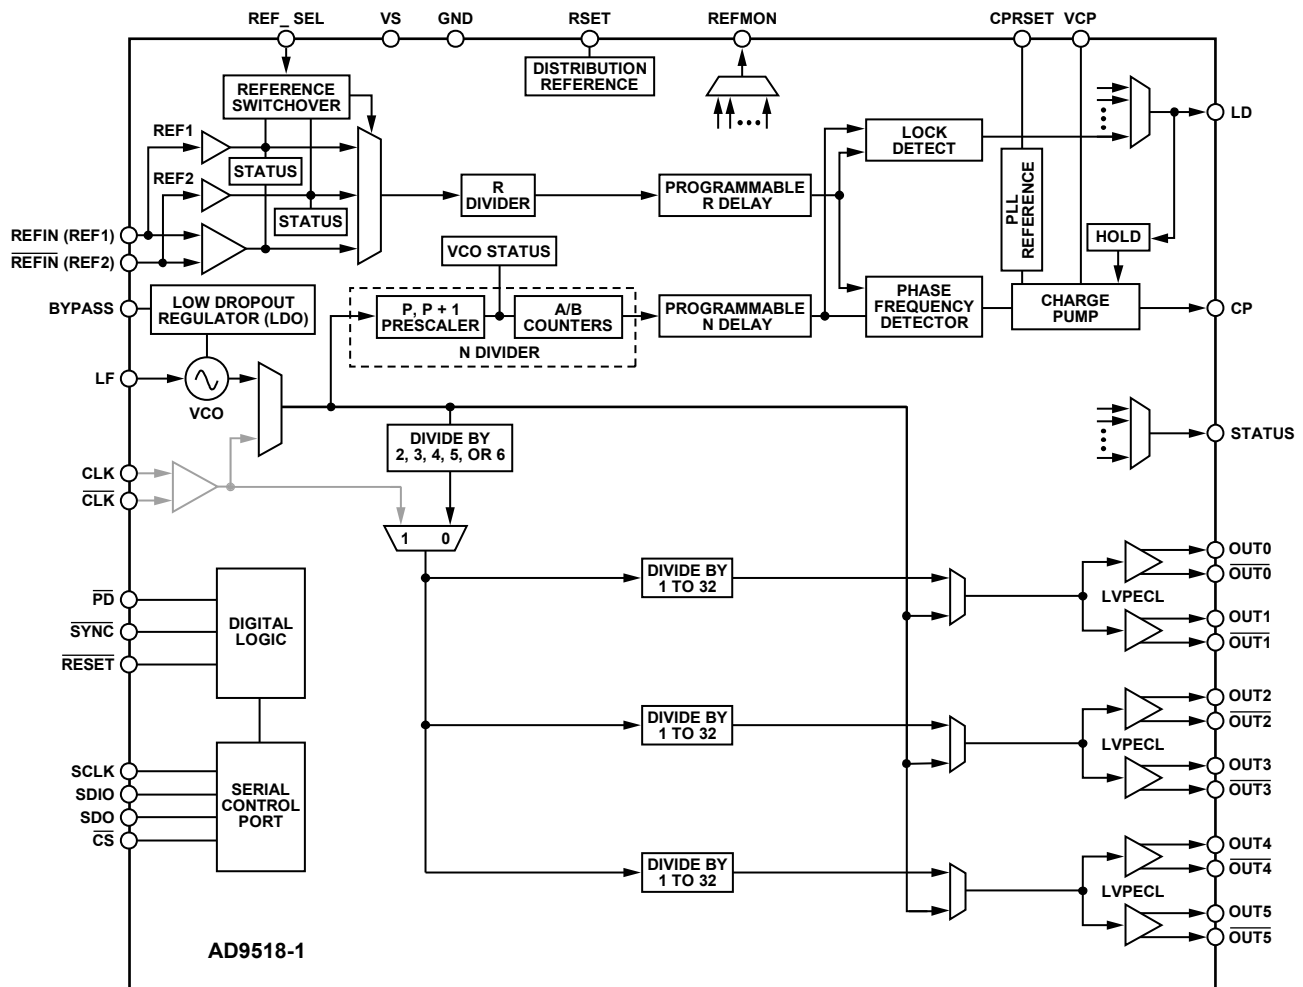 REF_ SEL
VS
GND
RSET
REFMON
CPRSET
VCP
DISTRIBUTION
REFERENCE
REFERENCE
SWITCHOVER
REF1
STATUS
REF2
STATUS
REFIN (REF1)
REFIN (REF2)
BYPASS
LOW DROPOUT
REGULATOR (LDO)
LF
VCO
R
DIVIDER
PROGRAMMABLE
R DELAY
LOCK
DETECT
LD
PLL
REFERENCE
HOLD
VCO STATUS
P, P + 1
PRESCALER
A/B
COUNTERS
N DIVIDER
PROGRAMMABLE
N DELAY
PHASE
FREQUENCY
DETECTOR
CHARGE
PUMP
CP
STATUS
DIVIDE BY
2, 3, 4, 5, OR 6
CLK
CLK
1 0
PD
SYNC
RESET
DIGITAL
LOGIC
SCLK
SDIO
SDO
CS
SERIAL
CONTROL
PORT
DIVIDE BY
1 TO 32
LVPECL
OUT0
OUT0
OUT1
OUT1
DIVIDE BY
1 TO 32
LVPECL
OUT2
OUT2
OUT3
OUT3
DIVIDE BY
1 TO 32
LVPECL
OUT4
OUT4
OUT5
OUT5
AD9518-1